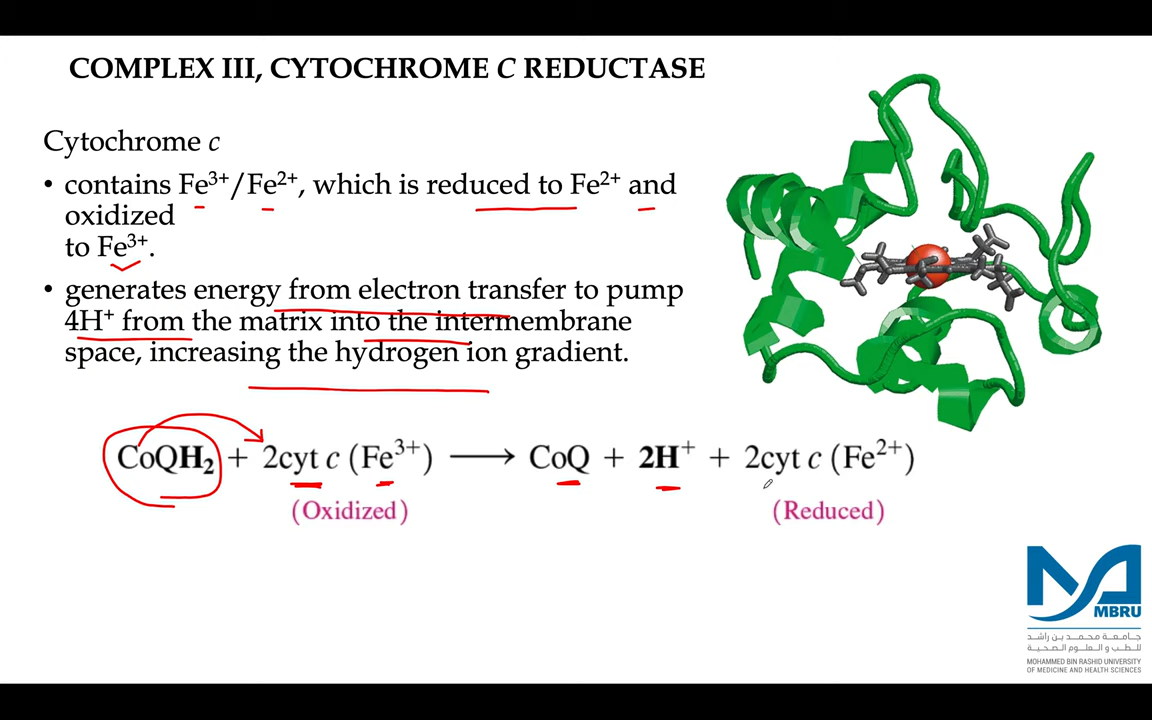 COMPLEX III, CYTOCHROME C REDUCTASE
Cytochrome c
• contains Fe³⁺/Fe²⁺, which is reduced to Fe²⁺ and
oxidized
to Fe³⁺.
• generates energy from electron transfer to pump
4H⁺ from the matrix into the intermembrane
space, increasing the hydrogen ion gradient.
CoQH₂ + 2cyt c (Fe³⁺) ⟶ CoQ + 2H⁺ + 2cyt c (Fe²⁺)
(Oxidized) (Reduced)
MBRU
جامعة محمد بن راشد
للطب و العلوم الصحية
MOHAMMED BIN RASHID UNIVERSITY
OF MEDICINE AND HEALTH SCIENCES